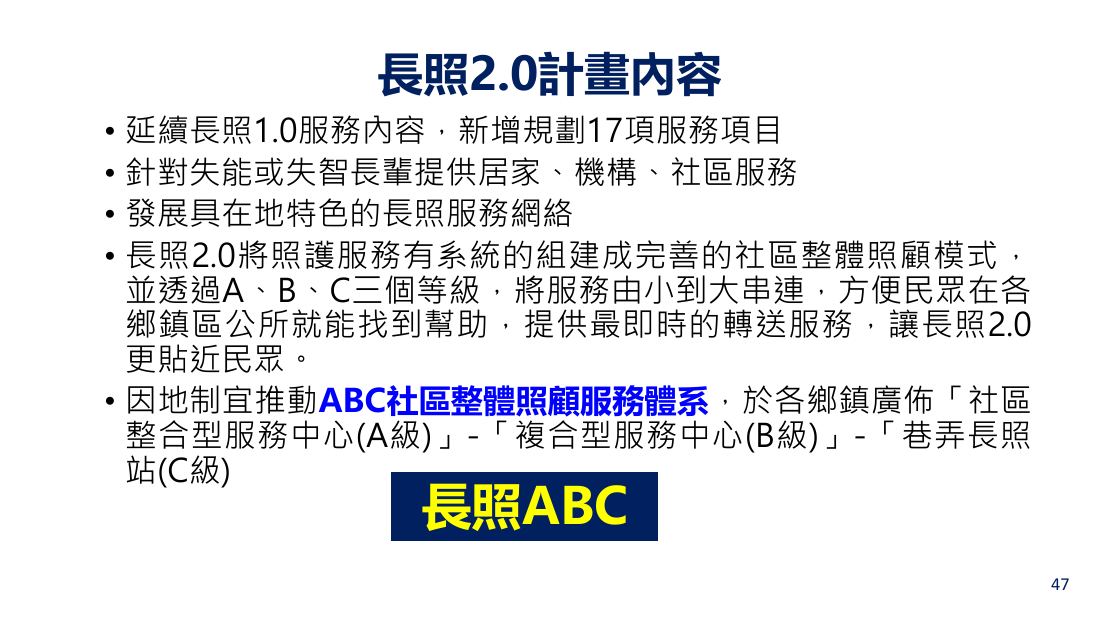 長照2.0計畫內容
• 延續長照1.0服務內容，新增規劃17項服務項目
• 針對失能或失智長輩提供居家、機構、社區服務
• 發展具在地特色的長照服務網絡
• 長照2.0將照護服務有系統的組建成完善的社區整體照顧模式，
並透過A、B、C三個等級，將服務由小到大串連，方便民眾在各
鄉鎮區公所就能找到幫助，提供最即時的轉送服務，讓長照2.0
更貼近民眾。
• 因地制宜推動ABC社區整體照顧服務體系，於各鄉鎮廣佈「社區
整合型服務中心(A級)」-「複合型服務中心(B級)」-「巷弄長照
站(C級)
長照ABC
47